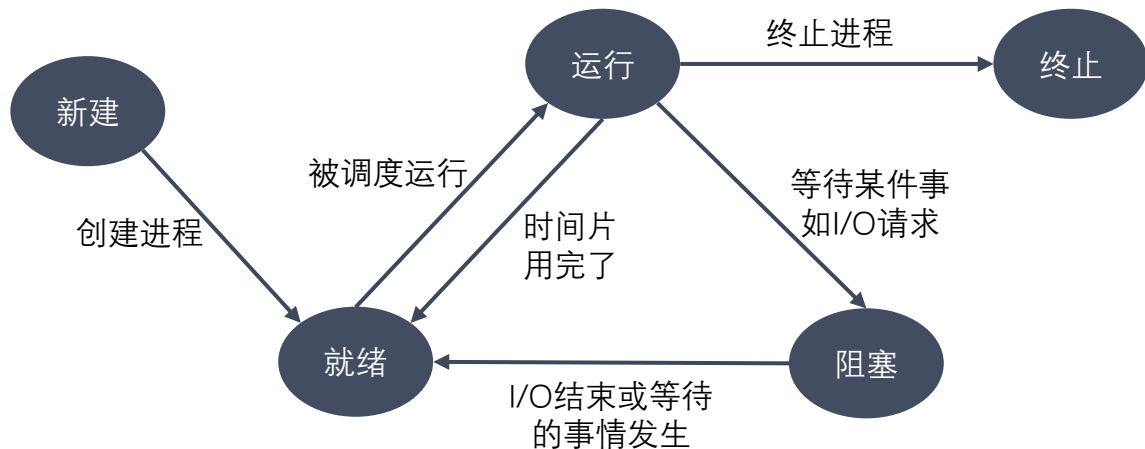 运行
终止进程
终止
新建
被调度运行
等待某件事
如I/O请求
创建进程
时间片
用完了
就绪
阻塞
I/O结束或等待
的事情发生